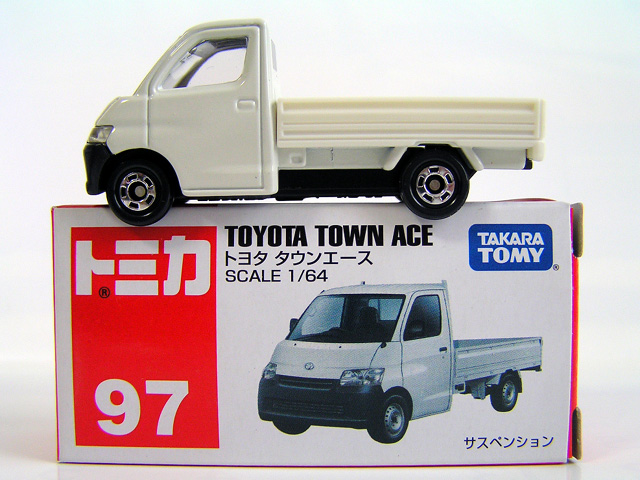 トミカ®
TOYOTA TOWN ACE
トヨタ タウンエース
SCALE 1/64
TAKARA
TOMY®
97
サスペンション